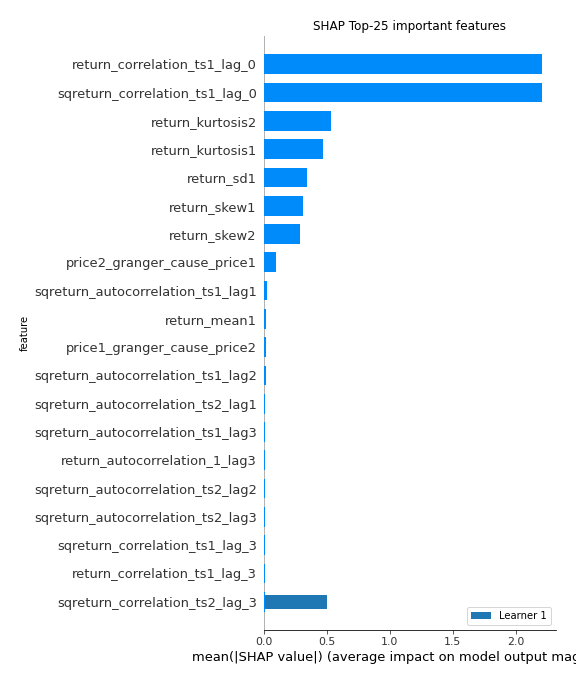 SHAP Top-25 important features
return_correlation_ts1_lag_0
sqreturn_correlation_ts1_lag_0
return_kurtosis2
return_kurtosis1
return_sd1
return_skew1
return_skew2
price2_granger_cause_price1
sqreturn_autocorrelation_ts1_lag1
return_mean1
price1_granger_cause_price2
sqreturn_autocorrelation_ts1_lag2
sqreturn_autocorrelation_ts2_lag1
sqreturn_autocorrelation_ts1_lag3
return_autocorrelation_1_lag3
sqreturn_autocorrelation_ts2_lag2
sqreturn_autocorrelation_ts2_lag3
sqreturn_correlation_ts1_lag_3
return_correlation_ts1_lag_3
sqreturn_correlation_ts2_lag_3
feature
Learner 1
0.0 0.5 1.0 1.5 2.0
mean(|SHAP value|) (average impact on model output mag